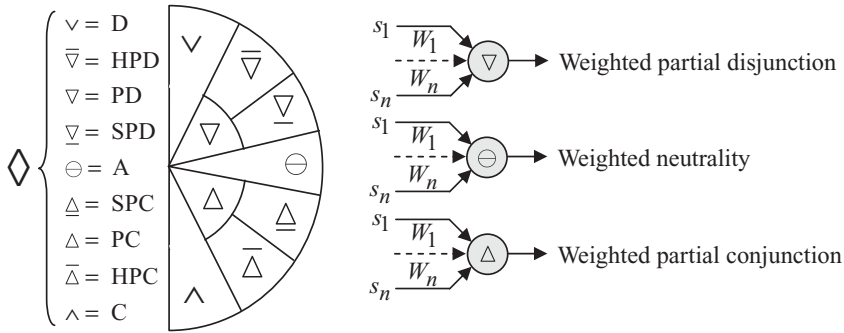 ◊
∨ = D
∇̅ = HPD
∇ = PD
∇̲ = SPD
⊖ = A
∆̲ = SPC
∆ = PC
∆̅ = HPC
∧ = C
∨
∇̅
∇̲
∇
⊖
∆
∆̲
∆̅
∧
s1 W1
Wn
sn
∇
Weighted partial disjunction
s1 W1
Wn
sn
⊖
Weighted neutrality
s1 W1
Wn
sn
∆
Weighted partial conjunction